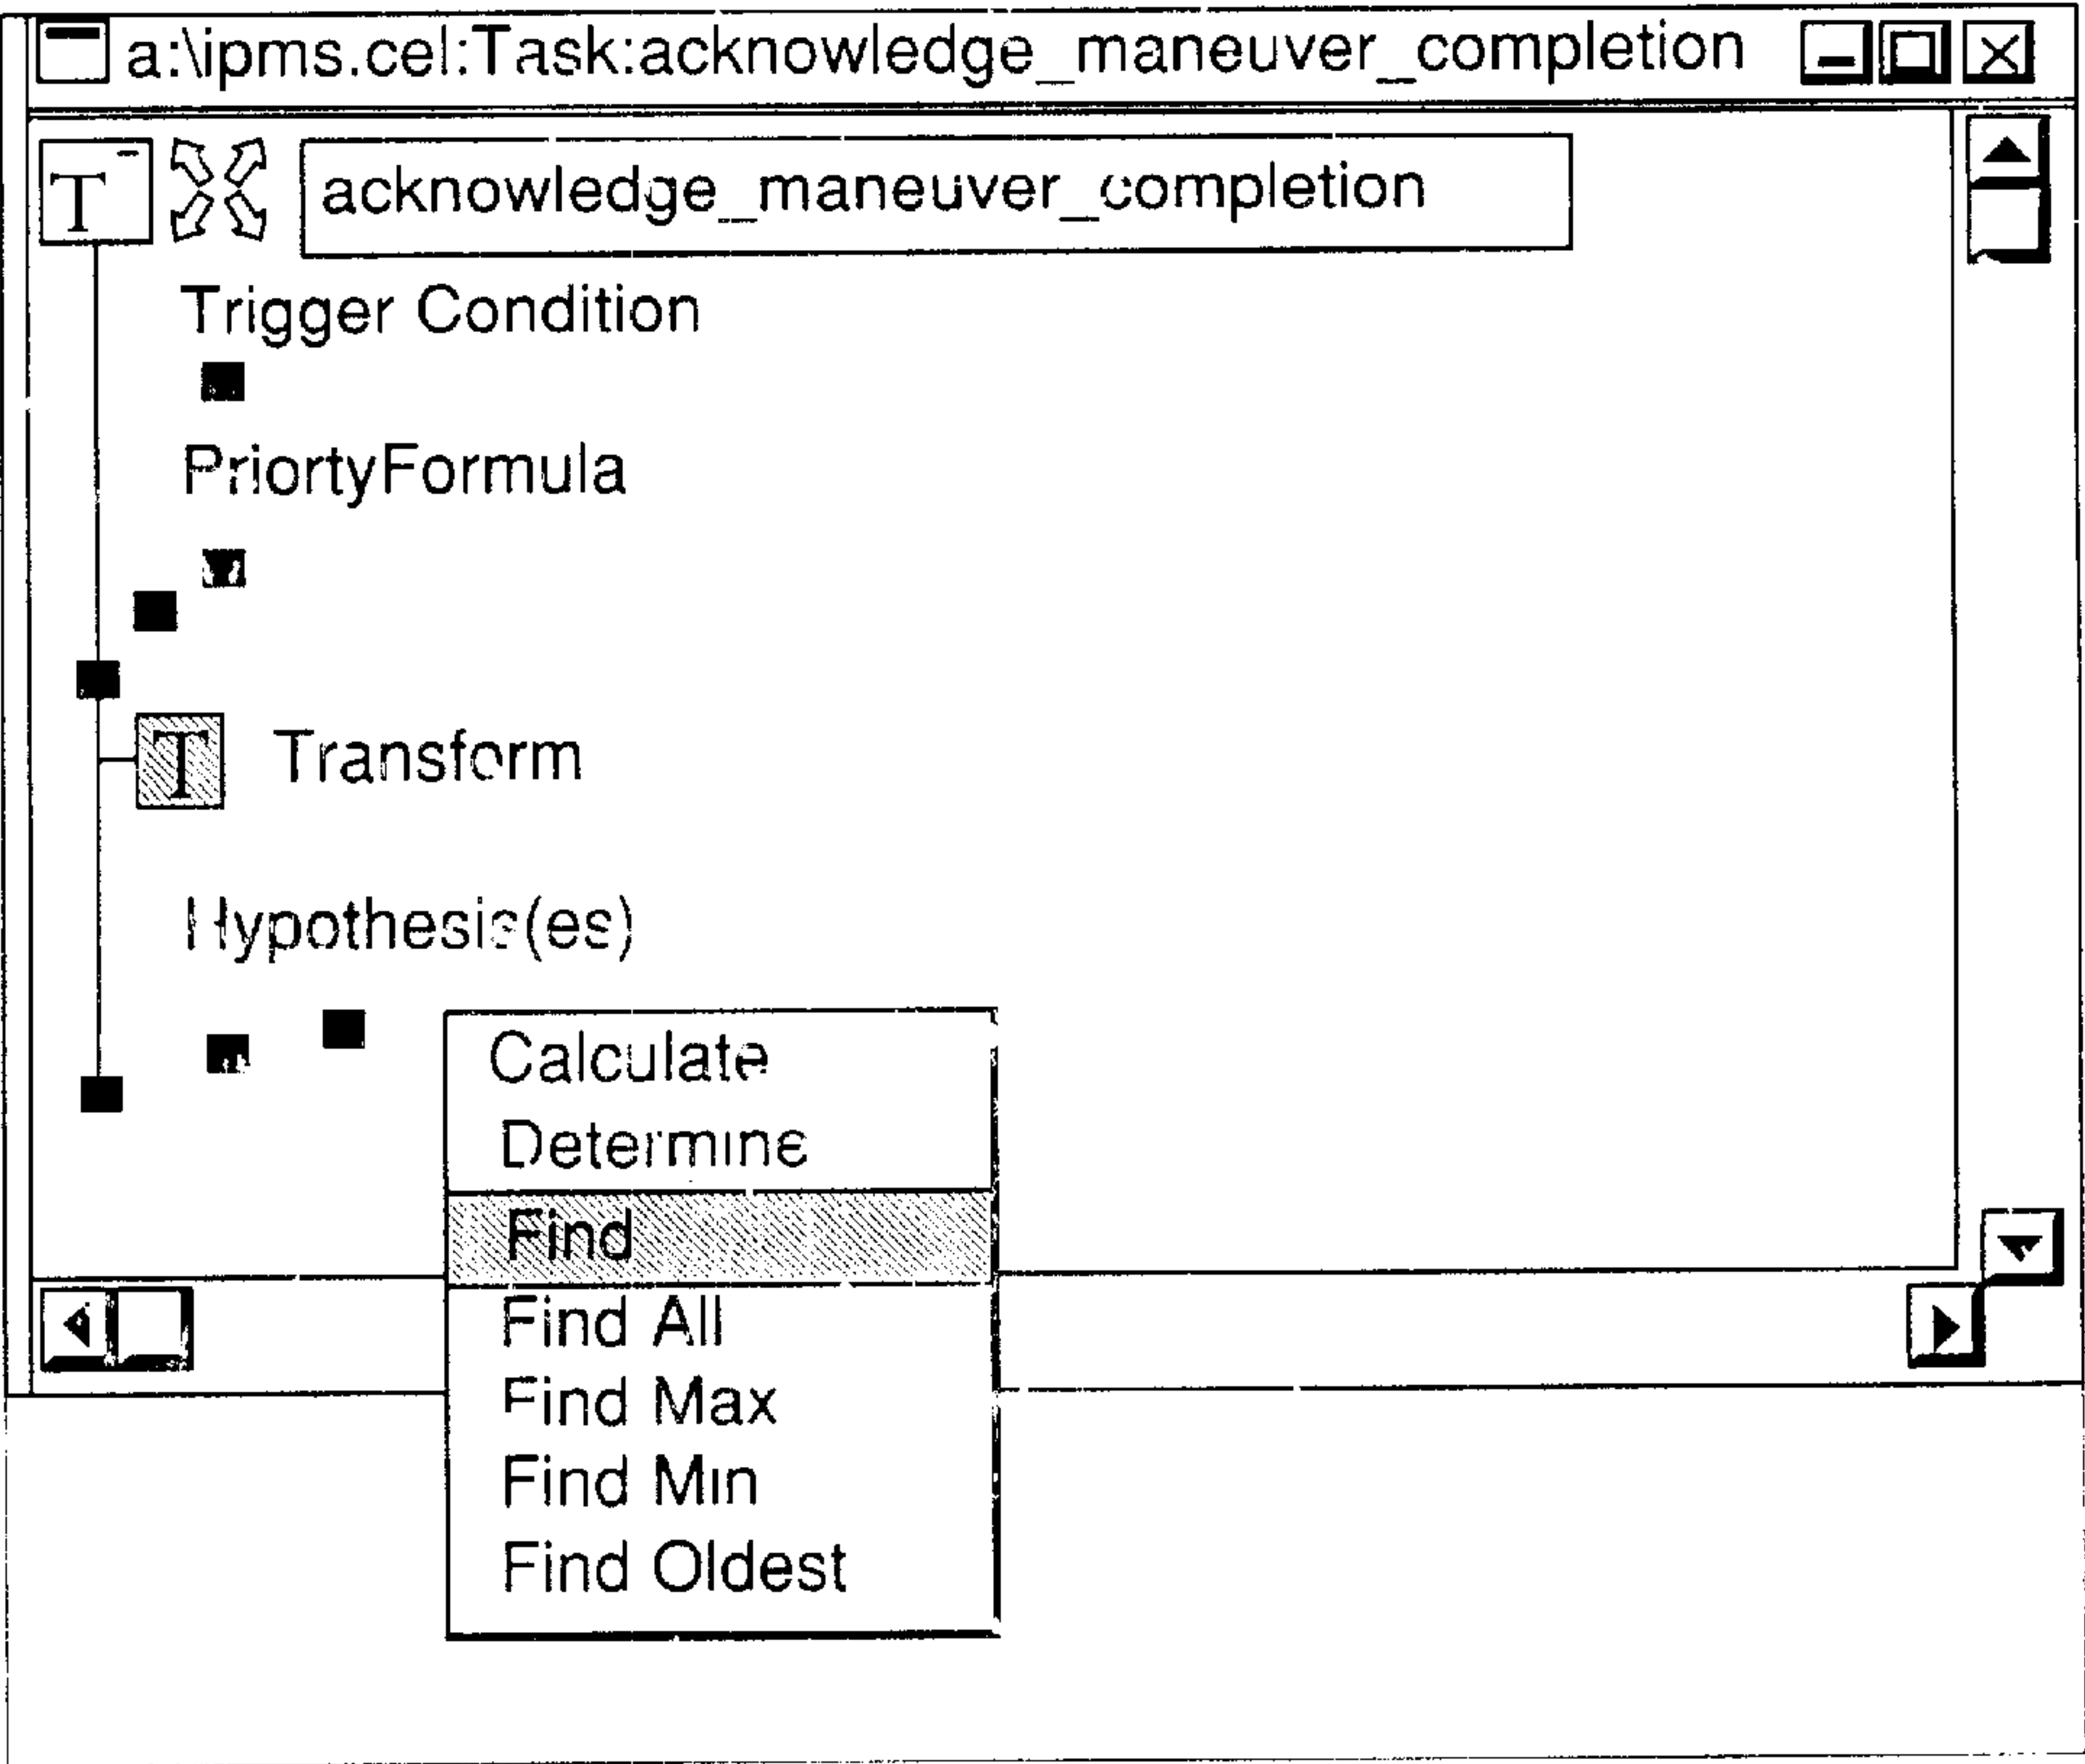 a:\ipms.cel:Task:acknowledge_maneuver_completion
T acknowledge_maneuver_completion
Trigger Condition
PriortyFormula
T Transform
Hypothesis(es)
Calculate
Determine
Find
Find All
Find Max
Find Min
Find Oldest